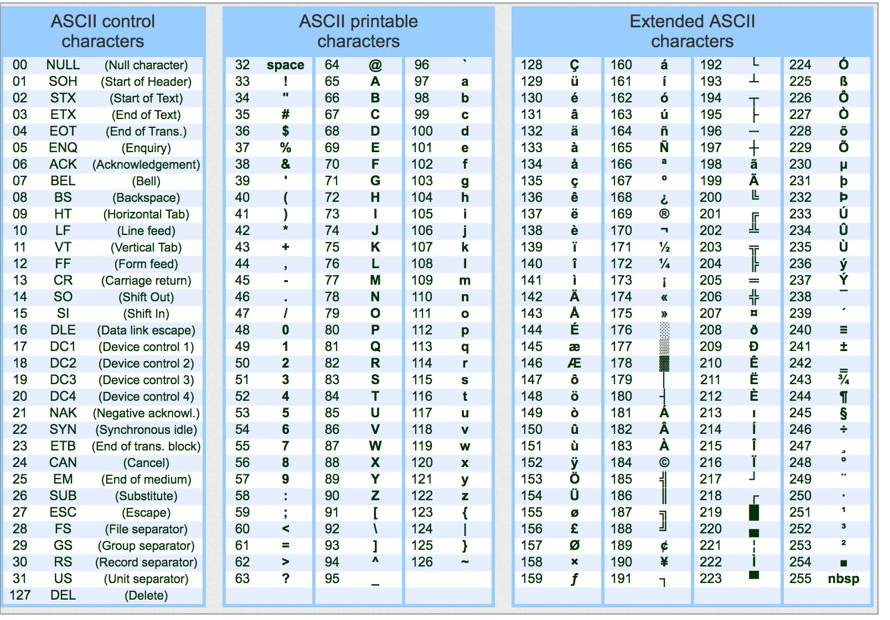 ASCII control
characters
00 NULL (Null character)
01 SOH (Start of Header)
02 STX (Start of Text)
03 ETX (End of Text)
04 EOT (End of Trans.)
05 ENQ (Enquiry)
06 ACK (Acknowledgement)
07 BEL (Bell)
08 BS (Backspace)
09 HT (Horizontal Tab)
10 LF (Line feed)
11 VT (Vertical Tab)
12 FF (Form feed)
13 CR (Carriage return)
14 SO (Shift Out)
15 SI (Shift In)
16 DLE (Data link escape)
17 DC1 (Device control 1)
18 DC2 (Device control 2)
19 DC3 (Device control 3)
20 DC4 (Device control 4)
21 NAK (Negative acknowl.)
22 SYN (Synchronous idle)
23 ETB (End of trans. block)
24 CAN (Cancel)
25 EM (End of medium)
26 SUB (Substitute)
27 ESC (Escape)
28 FS (File separator)
29 GS (Group separator)
30 RS (Record separator)
31 US (Unit separator)
127 DEL (Delete)
ASCII printable
characters
32 space 64 @ 96 `
33 ! 65 A 97 a
34 " 66 B 98 b
35 # 67 C 99 c
36 $ 68 D 100 d
37 % 69 E 101 e
38 & 70 F 102 f
39 ' 71 G 103 g
40 ( 72 H 104 h
41 ) 73 I 105 i
42 * 74 J 106 j
43 + 75 K 107 k
44 , 76 L 108 l
45 - 77 M 109 m
46 . 78 N 110 n
47 / 79 O 111 o
48 0 80 P 112 p
49 1 81 Q 113 q
50 2 82 R 114 r
51 3 83 S 115 s
52 4 84 T 116 t
53 5 85 U 117 u
54 6 86 V 118 v
55 7 87 W 119 w
56 8 88 X 120 x
57 9 89 Y 121 y
58 : 90 Z 122 z
59 ; 91 [ 123 {
60 < 92 \ 124 |
61 = 93 ] 125 }
62 > 94 ^ 126 ~
63 ? 95 _
Extended ASCII
characters
128 Ç 160 á 192 └ 224 Ó
129 ü 161 í 193 ┴ 225 ß
130 é 162 ó 194 ┬ 226 Ô
131 â 163 ú 195 ├ 227 Ò
132 ä 164 ñ 196 ─ 228 õ
133 à 165 Ñ 197 ┼ 229 Õ
134 å 166 ª 198 ã 230 µ
135 ç 167 º 199 Ã 231 þ
136 ê 168 ¿ 200 ╚ 232 Þ
137 ë 169 ® 201 ╔ 233 Ú
138 è 170 ¬ 202 ╩ 234 Û
139 ï 171 ½ 203 ╦ 235 Ù
140 î 172 ¼ 204 ╠ 236 ý
141 ì 173 ¡ 205 ═ 237 Ý
142 Ä 174 « 206 ╬ 238 ¯
143 Å 175 » 207 ¤ 239 ´
144 É 176 ░ 208 ð 240 ≡
145 æ 177 ▒ 209 Ð 241 ±
146 Æ 178 ▓ 210 Ê 242 ‗
147 ô 179 │ 211 Ë 243 ¾
148 ö 180 ┤ 212 È 244 ¶
149 ò 181 Á 213 ı 245 §
150 û 182 Â 214 Í 246 ÷
151 ù 183 À 215 Î 247 ¸
152 ÿ 184 © 216 Ï 248 °
153 Ö 185 ╣ 217 ┘ 249 ¨
154 Ü 186 ║ 218 ┌ 250 ·
155 ø 187 ╗ 219 █ 251 ¹
156 £ 188 ╝ 220 ▄ 252 ³
157 Ø 189 ¢ 221 ¦ 253 ²
158 × 190 ¥ 222 Ì 254 ■
159 ƒ 191 ┐ 223 ▀ 255 nbsp